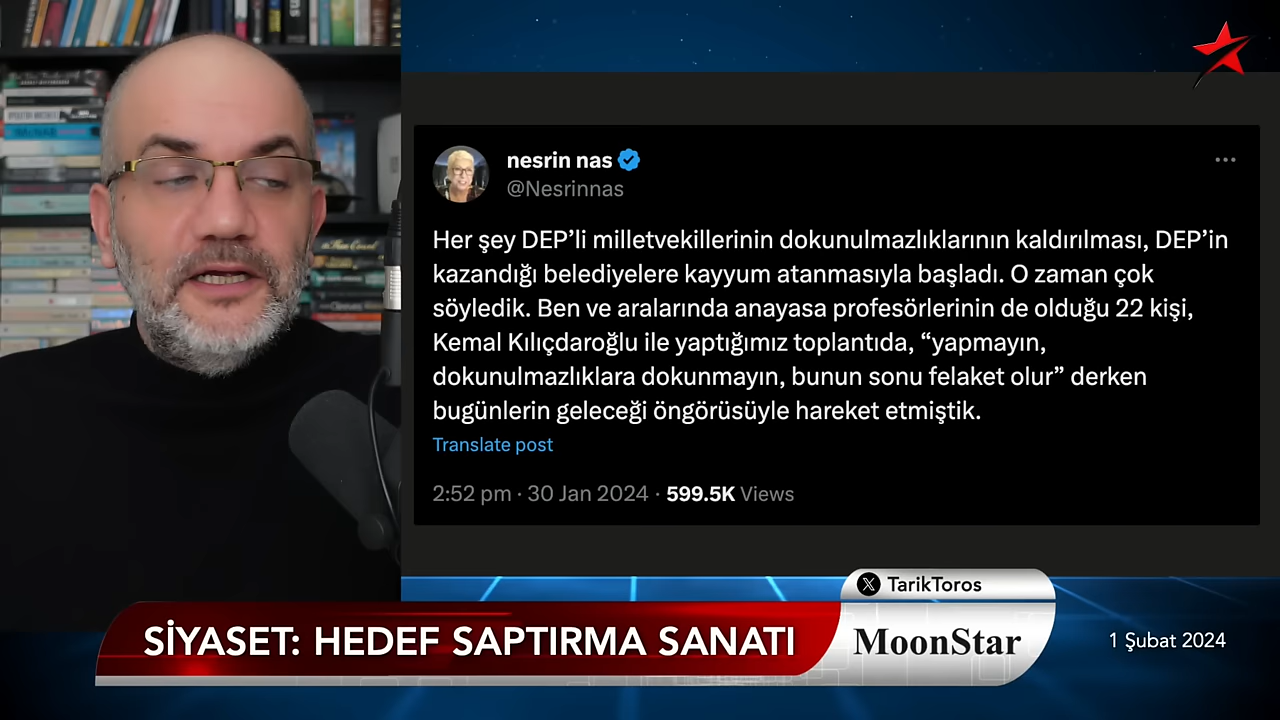 nesrin nas
@Nesrinnas
Her şey DEP’li milletvekillerinin dokunulmazlıklarının kaldırılması, DEP’in
kazandığı belediyelere kayyum atanmasıyla başladı. O zaman çok
söyledik. Ben ve aralarında anayasa profesörlerinin de olduğu 22 kişi,
Kemal Kılıçdaroğlu ile yaptığımız toplantıda, “yapmayın,
dokunulmazlıklara dokunmayın, bunun sonu felaket olur” derken
bugünlerin geleceği öngörüsüyle hareket etmiştik.
Translate post
2:52 pm · 30 Jan 2024 · 599.5K Views
TarikToros
SİYASET: HEDEF SAPTIRMA SANATI
MoonStar
1 Şubat 2024